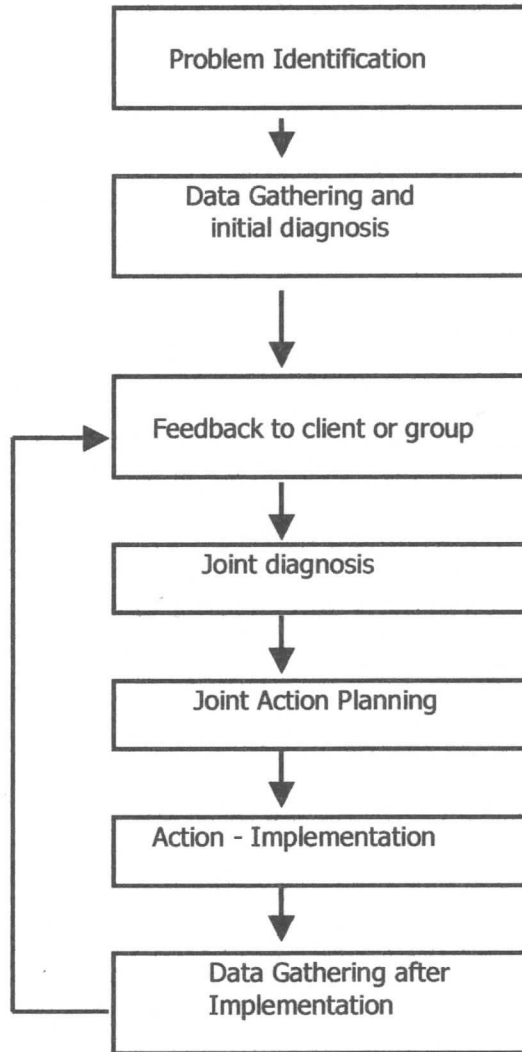 Problem Identification
Data Gathering and
initial diagnosis
Feedback to client or group
Joint diagnosis
Joint Action Planning
Action - Implementation
Data Gathering after
Implementation